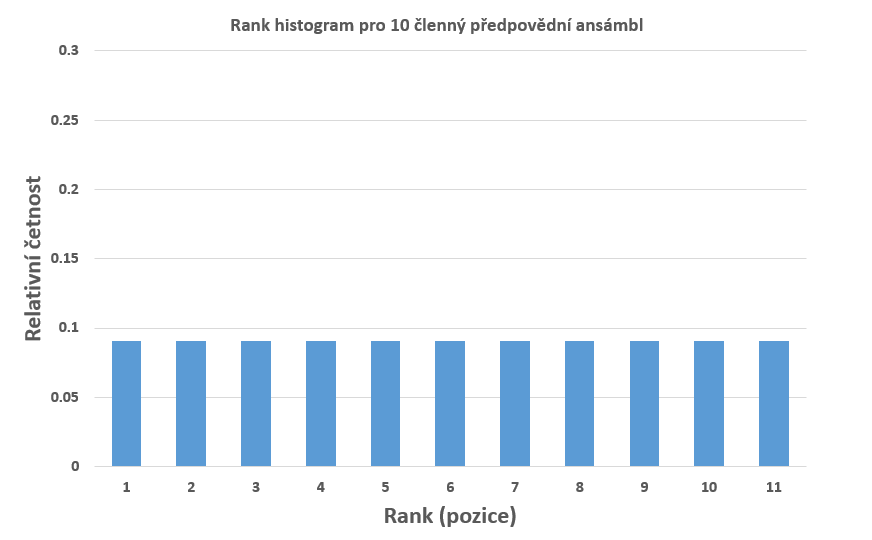 Rank histogram pro 10 členný předpovědní ansámbl
0.3
0.25
0.2
0.15
0.1
0.05
0
Relativní četnost
1 2 3 4 5 6 7 8 9 10 11
Rank (pozice)